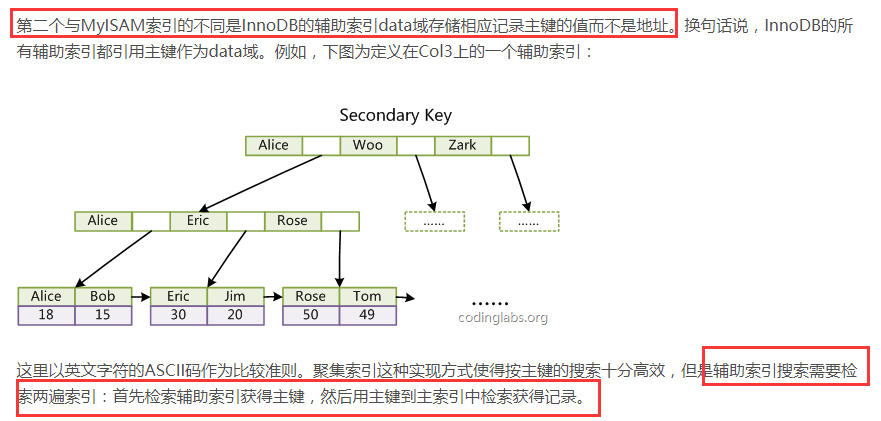 第二个与MyISAM索引的不同是InnoDB的辅助索引data域存储相应记录主键的值而不是地址。换句话说，InnoDB的所
有辅助索引都引用主键作为data域。例如，下图为定义在Col3上的一个辅助索引：
Secondary Key
Alice Woo Zark
Alice Eric Rose …… ……
Alice Bob Eric Jim Rose Tom ……
18 15 30 20 50 49
codinglabs.org
这里以英文字符的ASCII码作为比较准则。聚集索引这种实现方式使得按主键的搜索十分高效，但是辅助索引搜索需要检
索两遍索引：首先检索辅助索引获得主键，然后用主键到主索引中检索获得记录。